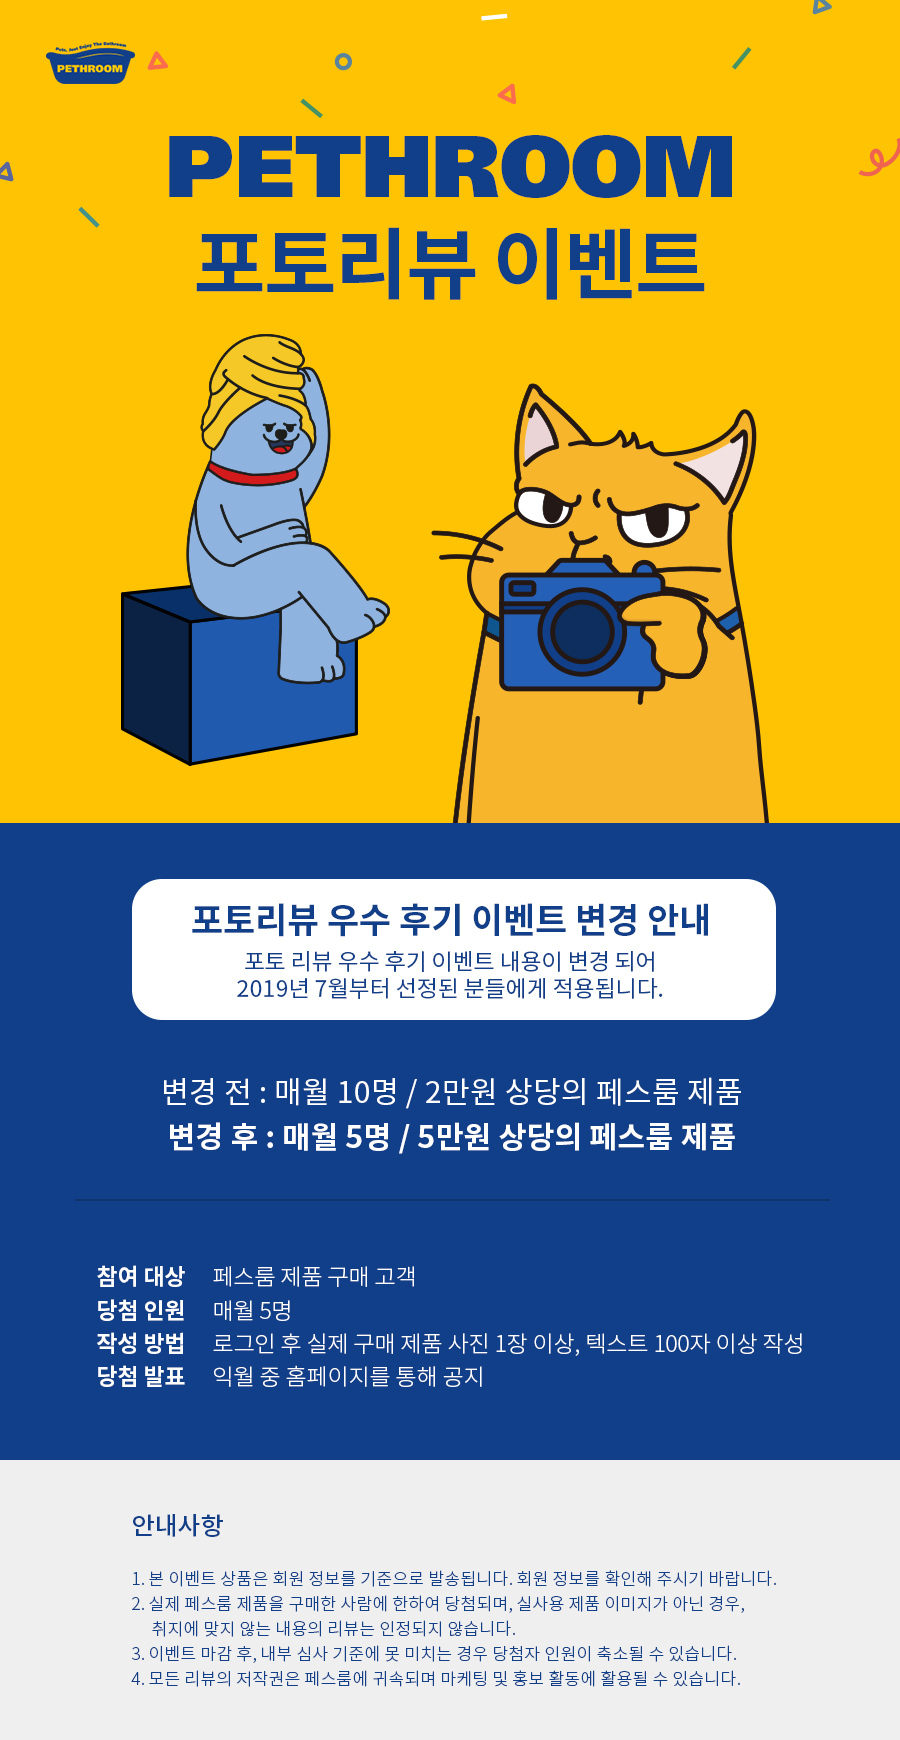 Pets, Just Enjoy The Bathroom
PETHROOM
PETHROOM
포토리뷰 이벤트
포토리뷰 우수 후기 이벤트 변경 안내
포토 리뷰 우수 후기 이벤트 내용이 변경 되어
2019년 7월부터 선정된 분들에게 적용됩니다.
변경 전 : 매월 10명 / 2만원 상당의 페스룸 제품
변경 후 : 매월 5명 / 5만원 상당의 페스룸 제품
참여 대상 페스룸 제품 구매 고객
당첨 인원 매월 5명
작성 방법 로그인 후 실제 구매 제품 사진 1장 이상, 텍스트 100자 이상 작성
당첨 발표 익월 중 홈페이지를 통해 공지
안내사항
1. 본 이벤트 상품은 회원 정보를 기준으로 발송됩니다. 회원 정보를 확인해 주시기 바랍니다.
2. 실제 페스룸 제품을 구매한 사람에 한하여 당첨되며, 실사용 제품 이미지가 아닌 경우,
취지에 맞지 않는 내용의 리뷰는 인정되지 않습니다.
3. 이벤트 마감 후, 내부 심사 기준에 못 미치는 경우 당첨자 인원이 축소될 수 있습니다.
4. 모든 리뷰의 저작권은 페스룸에 귀속되며 마케팅 및 홍보 활동에 활용될 수 있습니다.